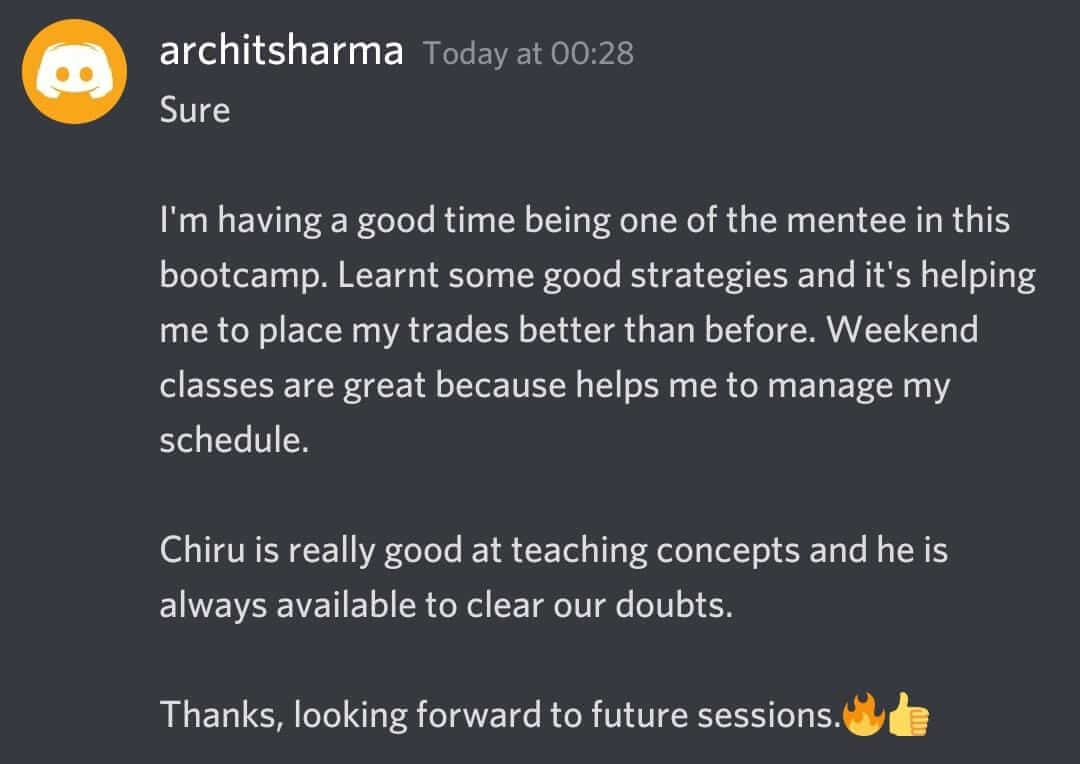 architsharma Today at 00:28
Sure
I'm having a good time being one of the mentee in this
bootcamp. Learnt some good strategies and it's helping
me to place my trades better than before. Weekend
classes are great because helps me to manage my
schedule.
Chiru is really good at teaching concepts and he is
always available to clear our doubts.
Thanks, looking forward to future sessions.🔥👍